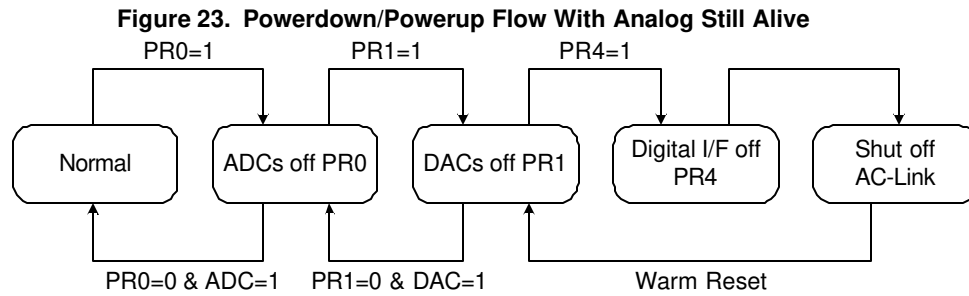 Figure 23. Powerdown/Powerup Flow With Analog Still Alive
PR0=1 PR1=1 PR4=1
Normal
ADCs off PR0
DACs off PR1
Digital I/F off
PR4
Shut off
AC-Link
PR0=0 & ADC=1 PR1=0 & DAC=1 Warm Reset